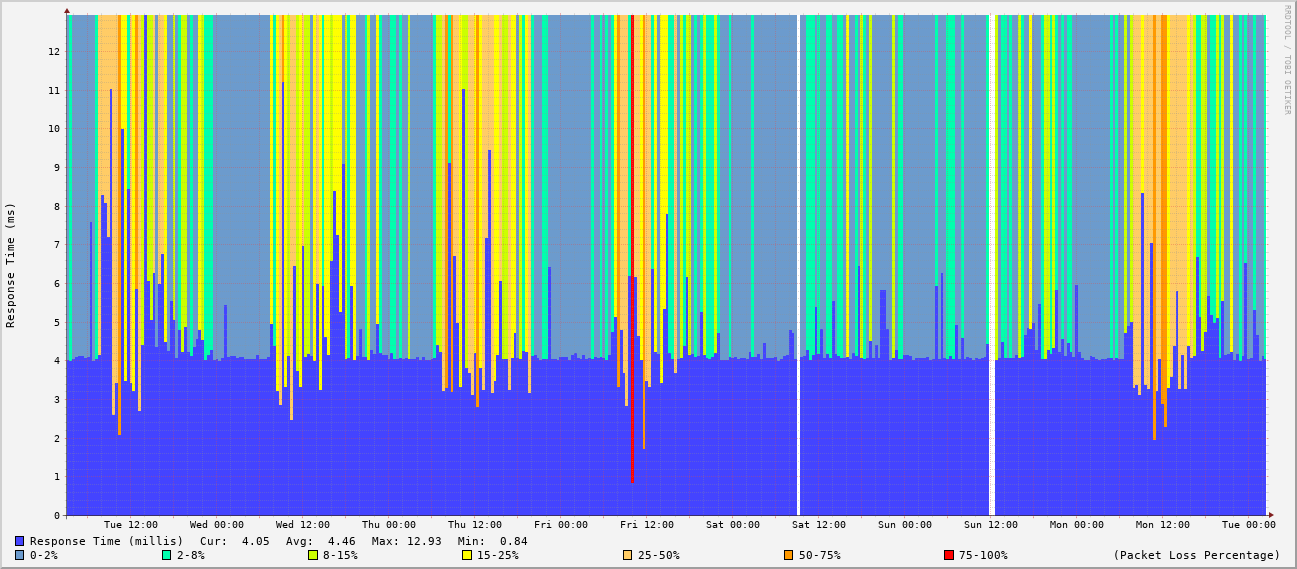 RRDTOOL / TOBI OETIKER
Response Time (ms)
12
11
10
9
8
7
6
5
4
3
2
1
0
Tue 12:00 Wed 00:00 Wed 12:00 Thu 00:00 Thu 12:00 Fri 00:00 Fri 12:00 Sat 00:00 Sat 12:00 Sun 00:00 Sun 12:00 Mon 00:00 Mon 12:00 Tue 00:00
Response Time (millis) Cur: 4.05 Avg: 4.46 Max: 12.93 Min: 0.84
0-2% 2-8% 8-15% 15-25% 25-50% 50-75% 75-100% (Packet Loss Percentage)